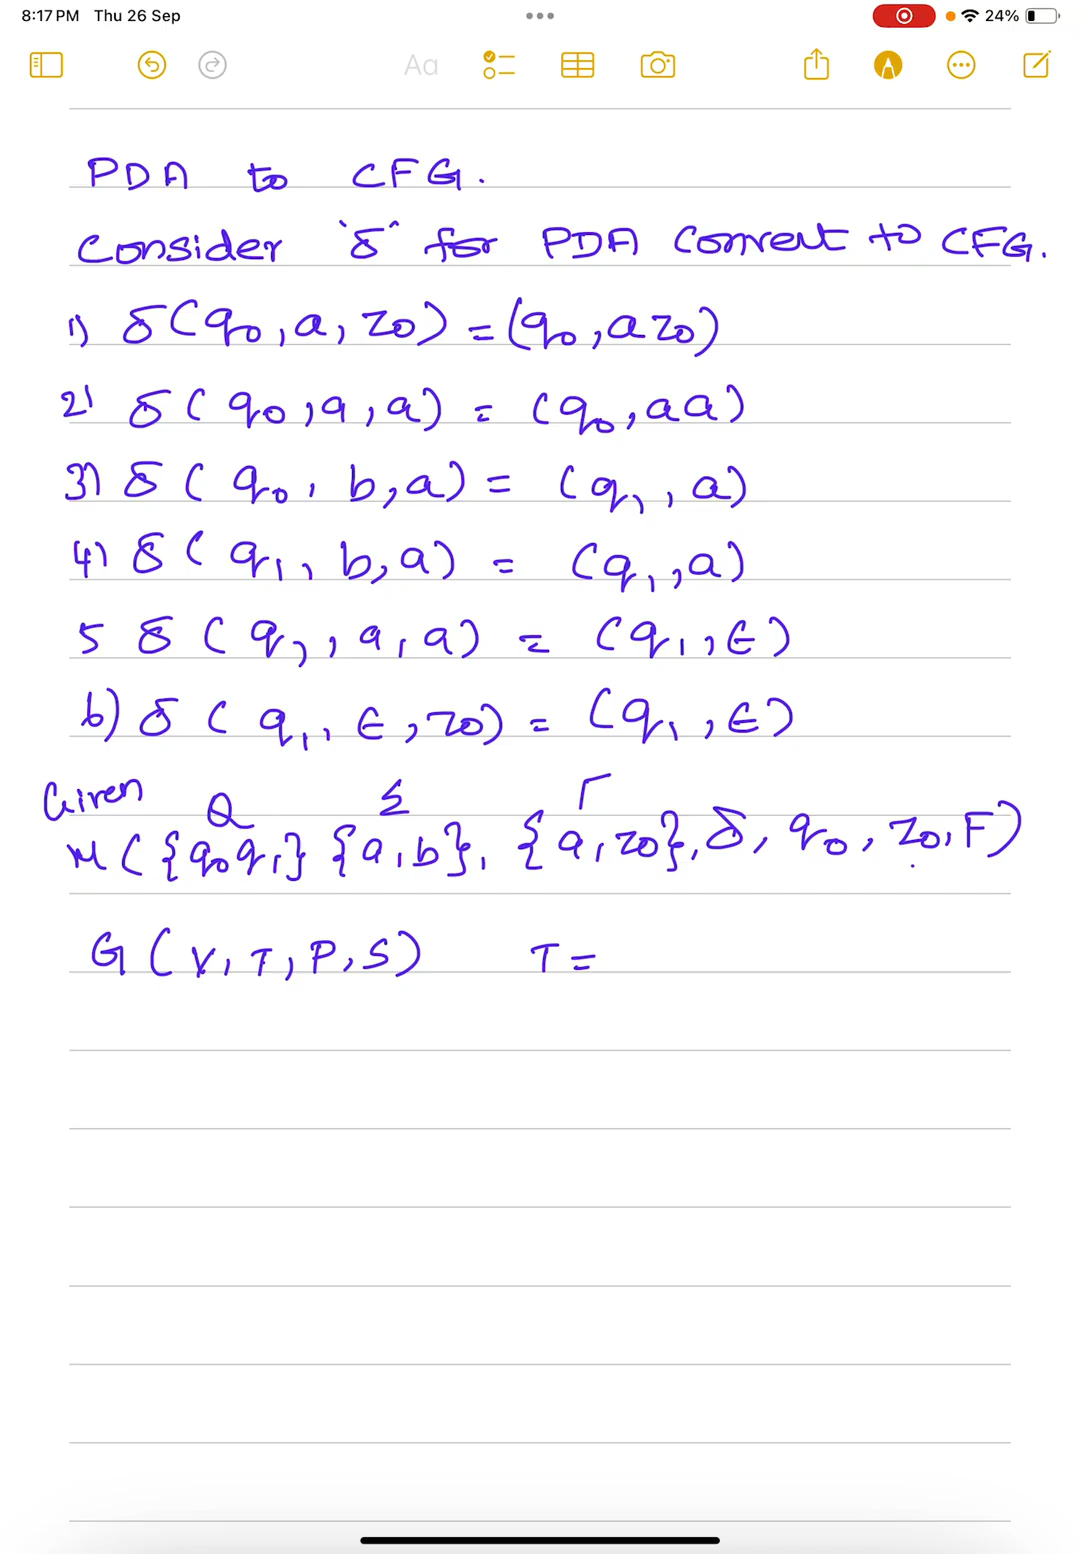 8:17 PM Thu 26 Sep 24%
Aa
PDA to CFG.
Consider 'δ' for PDA Convert to CFG.
1) δ(q0, a, z0) = (q0, a z0)
2) δ(q0, a, a) = (q0, aa)
3) δ(q0, b, a) = (q1, a)
4) δ(q1, b, a) = (q1, a)
5 δ(q1, a, a) = (q1, ε)
6) δ(q1, ε, z0) = (q1, ε)
Given Q Σ Γ
M({q0 q1} {a, b}, {a, z0}, δ, q0, z0, F)
G(V, T, P, S) T =